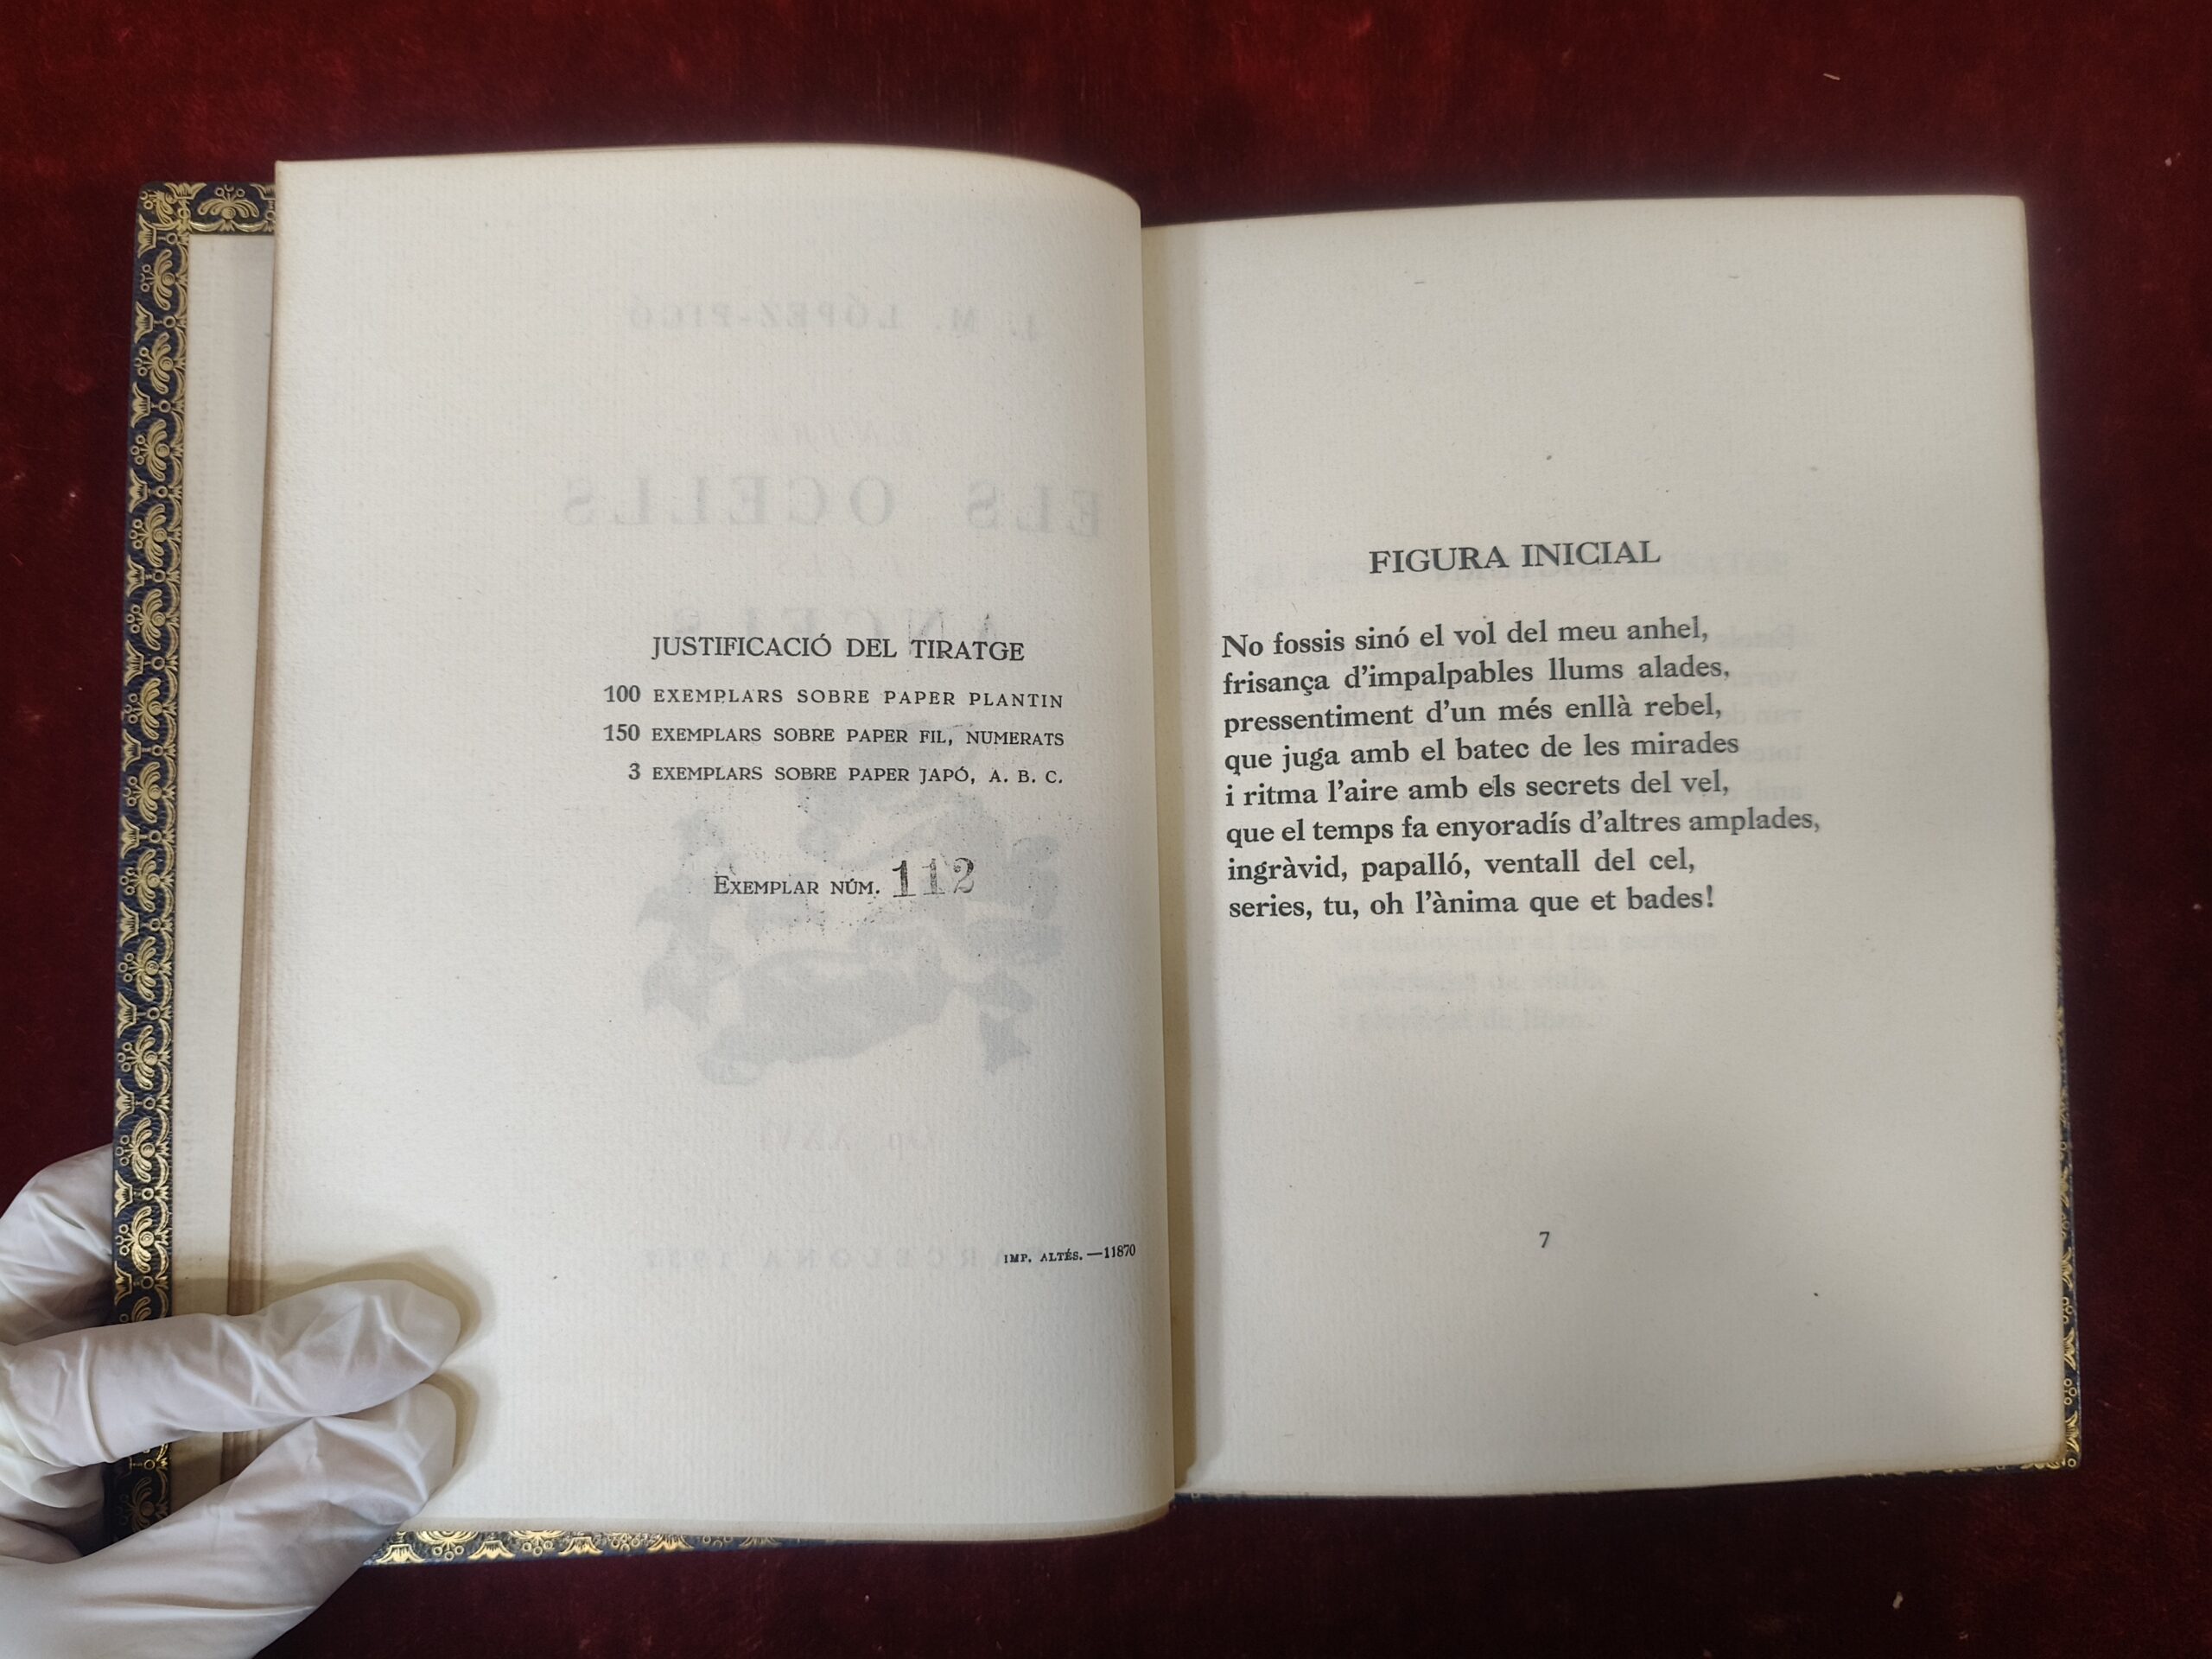 JUSTIFICACIÓ DEL TIRATGE
100 EXEMPLARS SOBRE PAPER PLANTIN
150 EXEMPLARS SOBRE PAPER FIL, NUMERATS
3 EXEMPLARS SOBRE PAPER JAPÓ, A. B. C.
EXEMPLAR NÚM. 112
IMP. ALTÉS.—11870
FIGURA INICIAL
No fossis sinó el vol del meu anhel,
frisança d'impalpables llums alades,
pressentiment d'un més enllà rebel,
que juga amb el batec de les mirades
i ritma l'aire amb els secrets del vel,
que el temps fa enyoradís d'altres amplades,
ingràvid, papalló, ventall del cel,
series, tu, oh l'ànima que et bades!
7